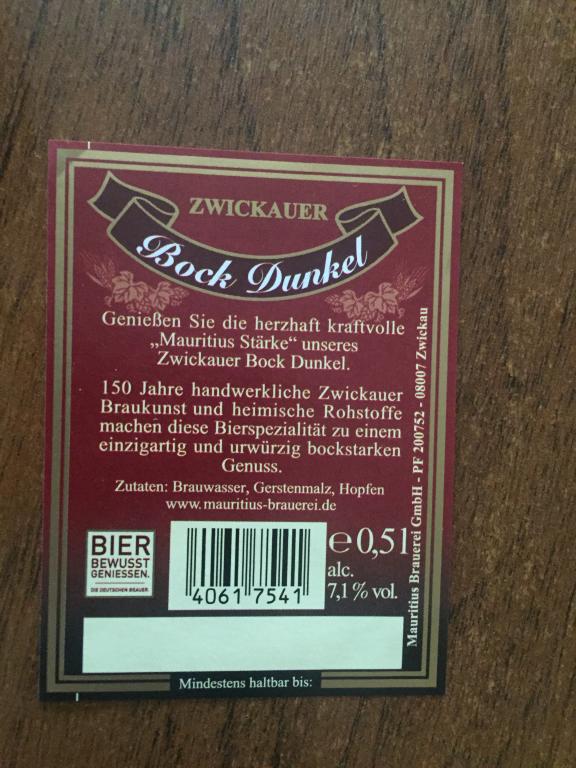 ZWICKAUER
Bock Dunkel
Genießen Sie die herzhaft kraftvolle
„Mauritius Stärke“ unseres
Zwickauer Bock Dunkel.
150 Jahre handwerkliche Zwickauer
Braukunst und heimische Rohstoffe
machen diese Bierspezialität zu einem
einzigartig und urwürzig bockstarken
Genuss.
Zutaten: Brauwasser, Gerstenmalz, Hopfen
www.mauritius-brauerei.de
BIER
BEWUSST
GENIESSEN.
DIE DEUTSCHEN BRAUER
4061 7541
e 0,5l
alc.
7,1 % vol.
Mindestens haltbar bis:
Mauritius Brauerei GmbH - PF 200752 - 08007 Zwickau